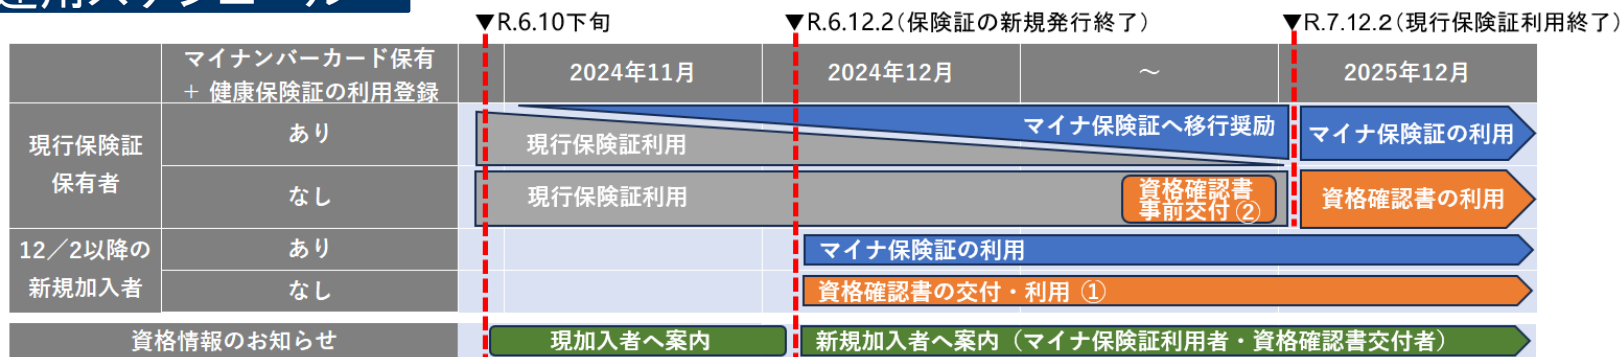 運用スケジュール
▼R.6.10下旬
▼R.6.12.2(保険証の新規発行終了)
▼R.7.12.2(現行保険証利用終了)
マイナンバーカード保有
+ 健康保険証の利用登録
2024年11月
2024年12月
～
2025年12月
現行保険証
保有者
あり
現行保険証利用
マイナ保険証へ移行奨励
マイナ保険証の利用
なし
現行保険証利用
資格確認書
事前交付②
資格確認書の利用
12／2以降の
新規加入者
あり
マイナ保険証の利用
なし
資格確認書の交付・利用 ①
資格情報のお知らせ
現加入者へ案内
新規加入者へ案内（マイナ保険証利用者・資格確認書交付者）